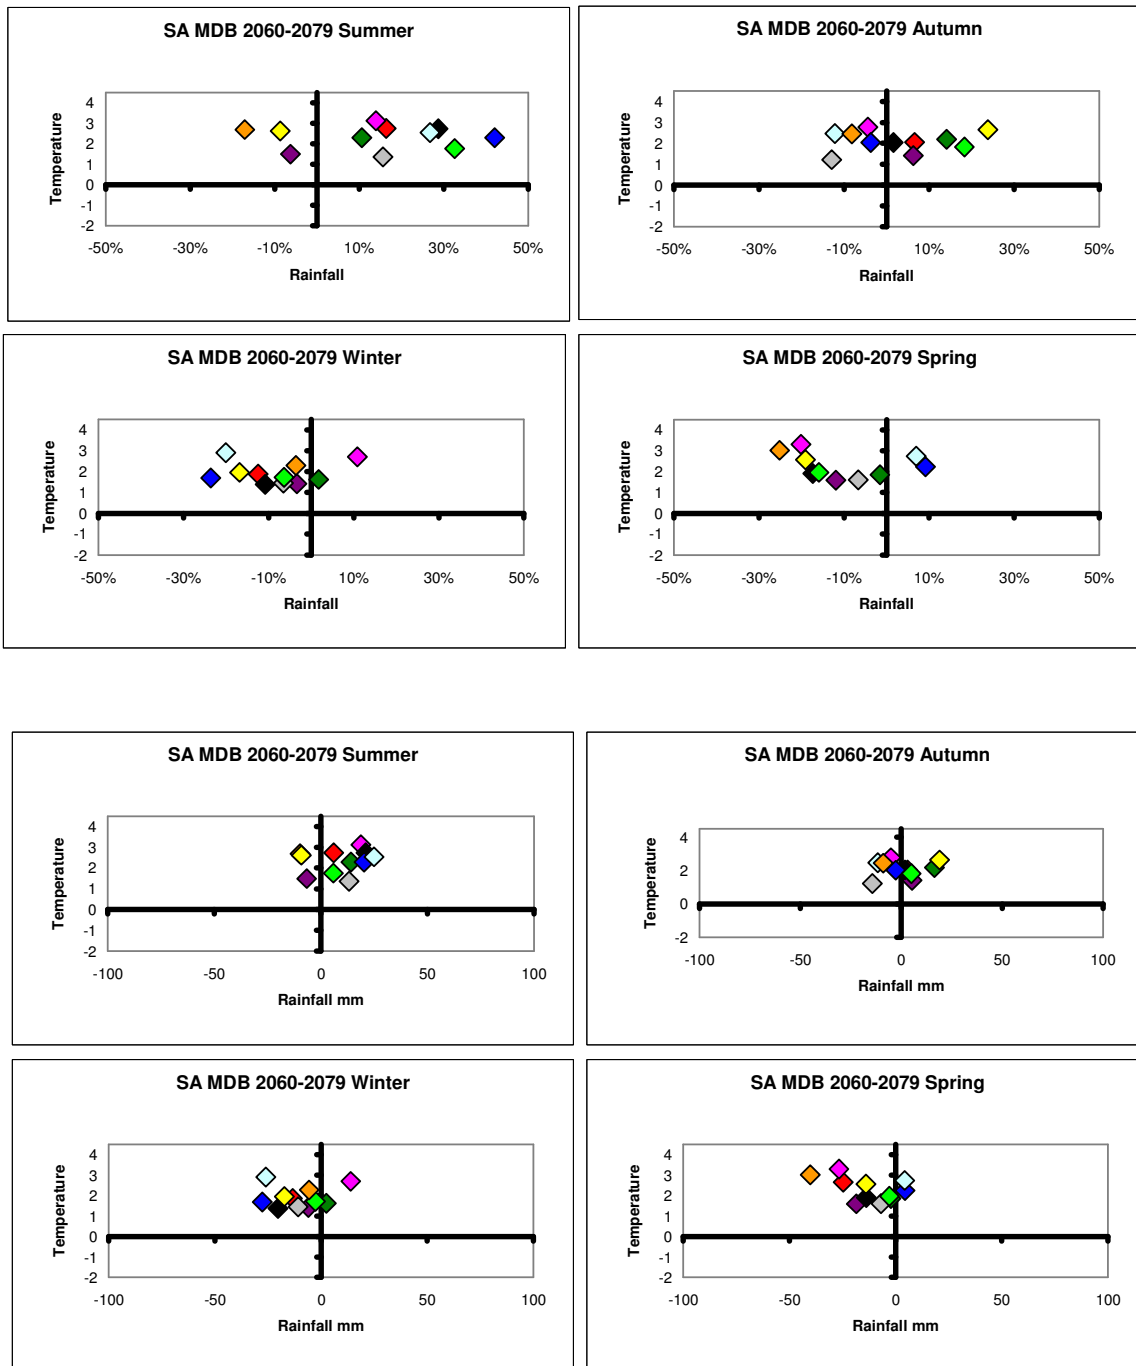 SA MDB 2060-2079 Summer
4
3
2
1
0
-1
-2
Temperature
-50% -30% -10% 10% 30% 50%
Rainfall
SA MDB 2060-2079 Autumn
4
3
2
1
0
-1
-2
Temperature
-50% -30% -10% 10% 30% 50%
Rainfall
SA MDB 2060-2079 Winter
4
3
2
1
0
-1
-2
Temperature
-50% -30% -10% 10% 30% 50%
Rainfall
SA MDB 2060-2079 Spring
4
3
2
1
0
-1
-2
Temperature
-50% -30% -10% 10% 30% 50%
Rainfall
SA MDB 2060-2079 Summer
4
3
2
1
0
-1
-2
Temperature
-100 -50 0 50 100
Rainfall mm
SA MDB 2060-2079 Autumn
4
2
0
-2
Temperature
-100 -50 0 50 100
Rainfall mm
SA MDB 2060-2079 Winter
4
3
2
1
0
-1
-2
Temperature
-100 -50 0 50 100
Rainfall mm
SA MDB 2060-2079 Spring
4
3
2
1
0
-1
-2
Temperature
-100 -50 0 50 100
Rainfall mm